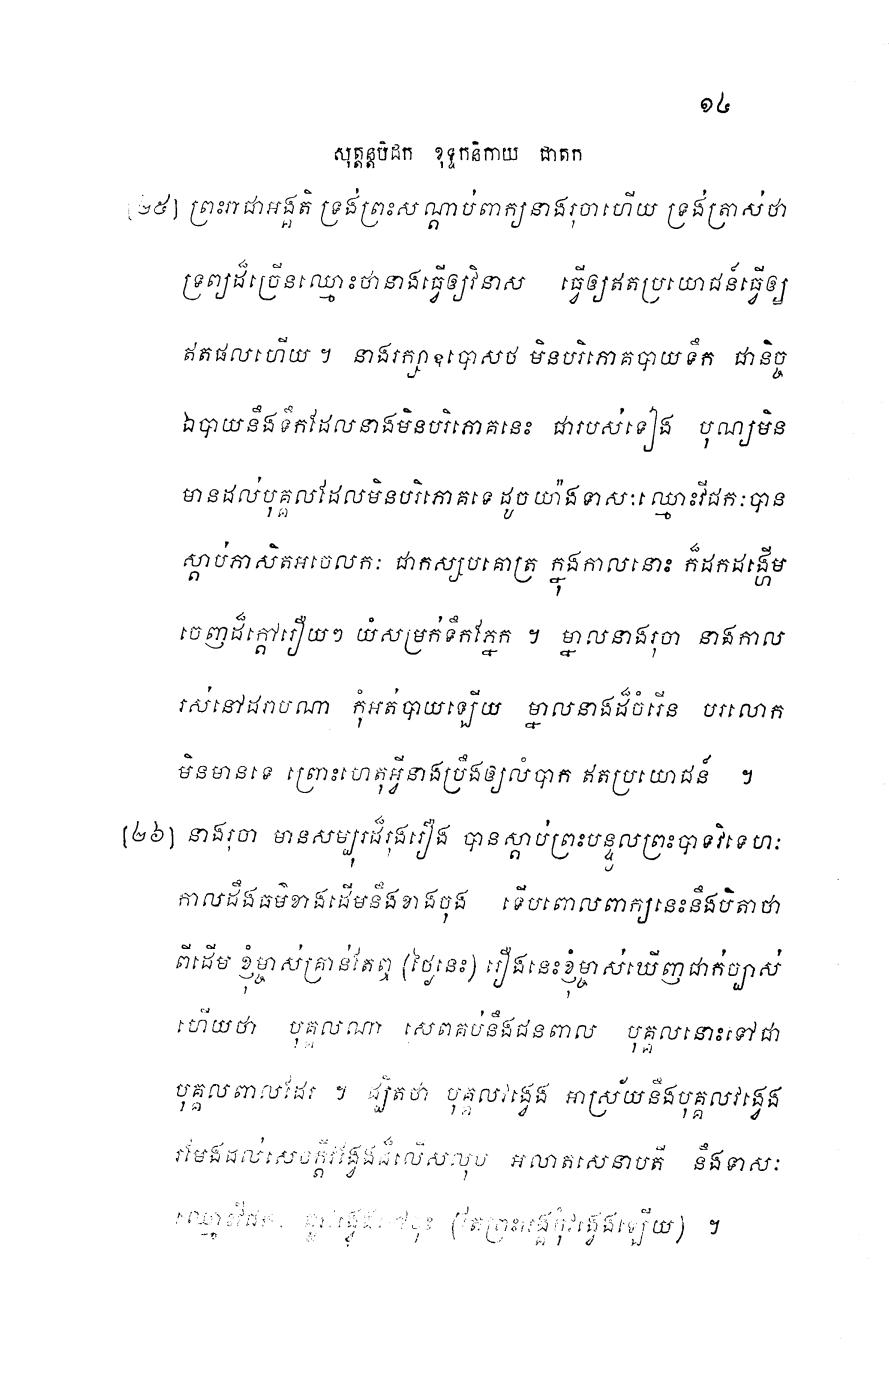 ១៤
សុត្តន្តបិដក ខុទ្ទកនិកាយ ជាតក
[២៥] ព្រះរាជាអង្គតិ ទ្រង់ព្រះសណ្តាប់ពាក្យនាងរុចាហើយ ទ្រង់ត្រាស់ថា
ទ្រព្យដ៏ច្រើនឈ្មោះថានាងធ្វើឲ្យវិនាស ធ្វើឲ្យឥតប្រយោជន៍ធ្វើឲ្យ
ឥតផលហើយ ។ នាងរក្សាឧបោសថ មិនបរិភោគបាយទឹក ជានិច្ច
ឯបាយនឹងទឹកដែលនាងមិនបរិភោគនេះ ជារបស់ទៀង បុណ្យមិន
មានដល់បុគ្គលដែលមិនបរិភោគទេ ដូចយ៉ាងទាសៈឈ្មោះវីជកៈបាន
ស្តាប់ភាសិតអចេលកៈ ជាកស្សបគោត្រ ក្នុងកាលនោះ ក៏ដកដង្ហើម
ចេញដ៏ក្តៅរឿយៗ យំសម្រក់ទឹកភ្នែក ។ ម្នាលនាងរុចា នាងកាល
រស់នៅដរាបណា កុំអត់បាយឡើយ ម្នាលនាងដ៏ចំរើន បរលោក
មិនមានទេ ព្រោះហេតុអ្វីនាងប្រឹងឲ្យលំបាក ឥតប្រយោជន៍ ។
[២៦] នាងរុចា មានសម្បុរដ៏រុងរឿង បានស្តាប់ព្រះបន្ទូលព្រះបាទវិទេហៈ
កាលដឹងធម៌ខាងដើមនឹងខាងចុង ទើបពោលពាក្យនេះនឹងបិតាថា
ពីដើម ខ្ញុំម្ចាស់គ្រាន់តែឮ (ថ្ងៃនេះ) រឿងនេះខ្ញុំម្ចាស់ឃើញជាក់ច្បាស់
ហើយថា បុគ្គលណា សេពគប់នឹងជនពាល បុគ្គលនោះទៅជា
បុគ្គលពាលដែរ ។ ដ្បិតថា បុគ្គលវង្វេង អាស្រ័យនឹងបុគ្គលវង្វេង
រមែងដល់សេចក្តីវង្វេងដ៏លើសលុប អលាតសេនាបតី នឹងទាសៈ
ឈ្មោះវីជកៈ (តែព្រះអង្គកុំវង្វេងឡើយ) ។